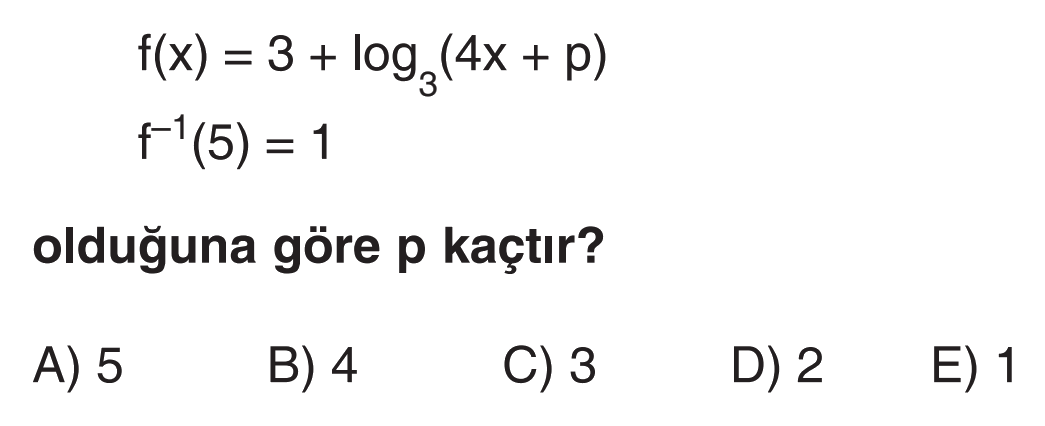 f(x) = 3 + log₃(4x + p)
f⁻¹(5) = 1
olduğuna göre p kaçtır?
A) 5 B) 4 C) 3 D) 2 E) 1